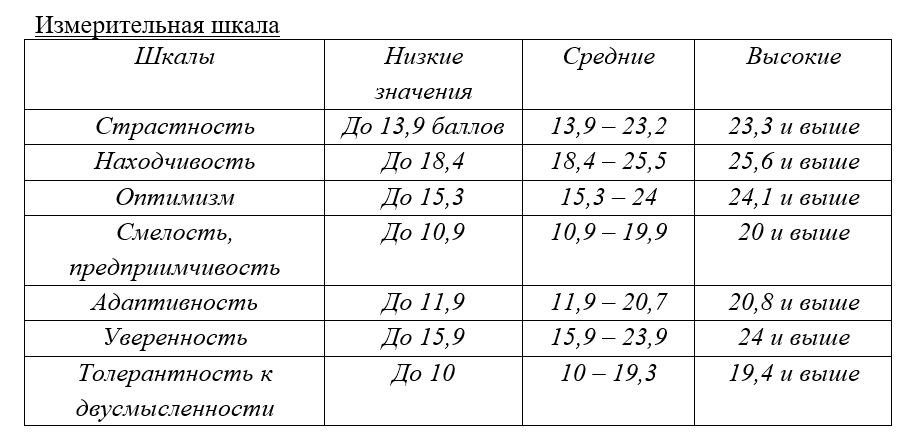 Измерительная шкала
Шкалы Низкие значения Средние Высокие
Страстность До 13,9 баллов 13,9 – 23,2 23,3 и выше
Находчивость До 18,4 18,4 – 25,5 25,6 и выше
Оптимизм До 15,3 15,3 – 24 24,1 и выше
Смелость, предприимчивость До 10,9 10,9 – 19,9 20 и выше
Адаптивность До 11,9 11,9 – 20,7 20,8 и выше
Уверенность До 15,9 15,9 – 23,9 24 и выше
Толерантность к двусмысленности До 10 10 – 19,3 19,4 и выше